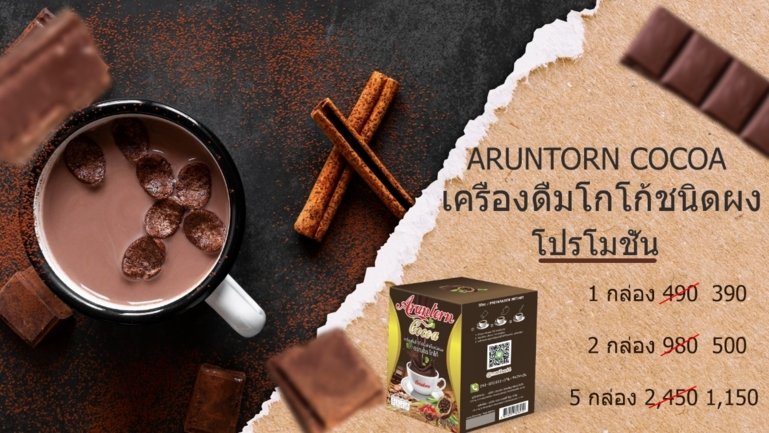 ARUNTORN COCOA
เครื่องดื่มโกโก้ชนิดผง
โปรโมชัน
1 กล่อง 490 390
2 กล่อง 980 500
5 กล่อง 2,450 1,150
Aruntorn
Cocoa